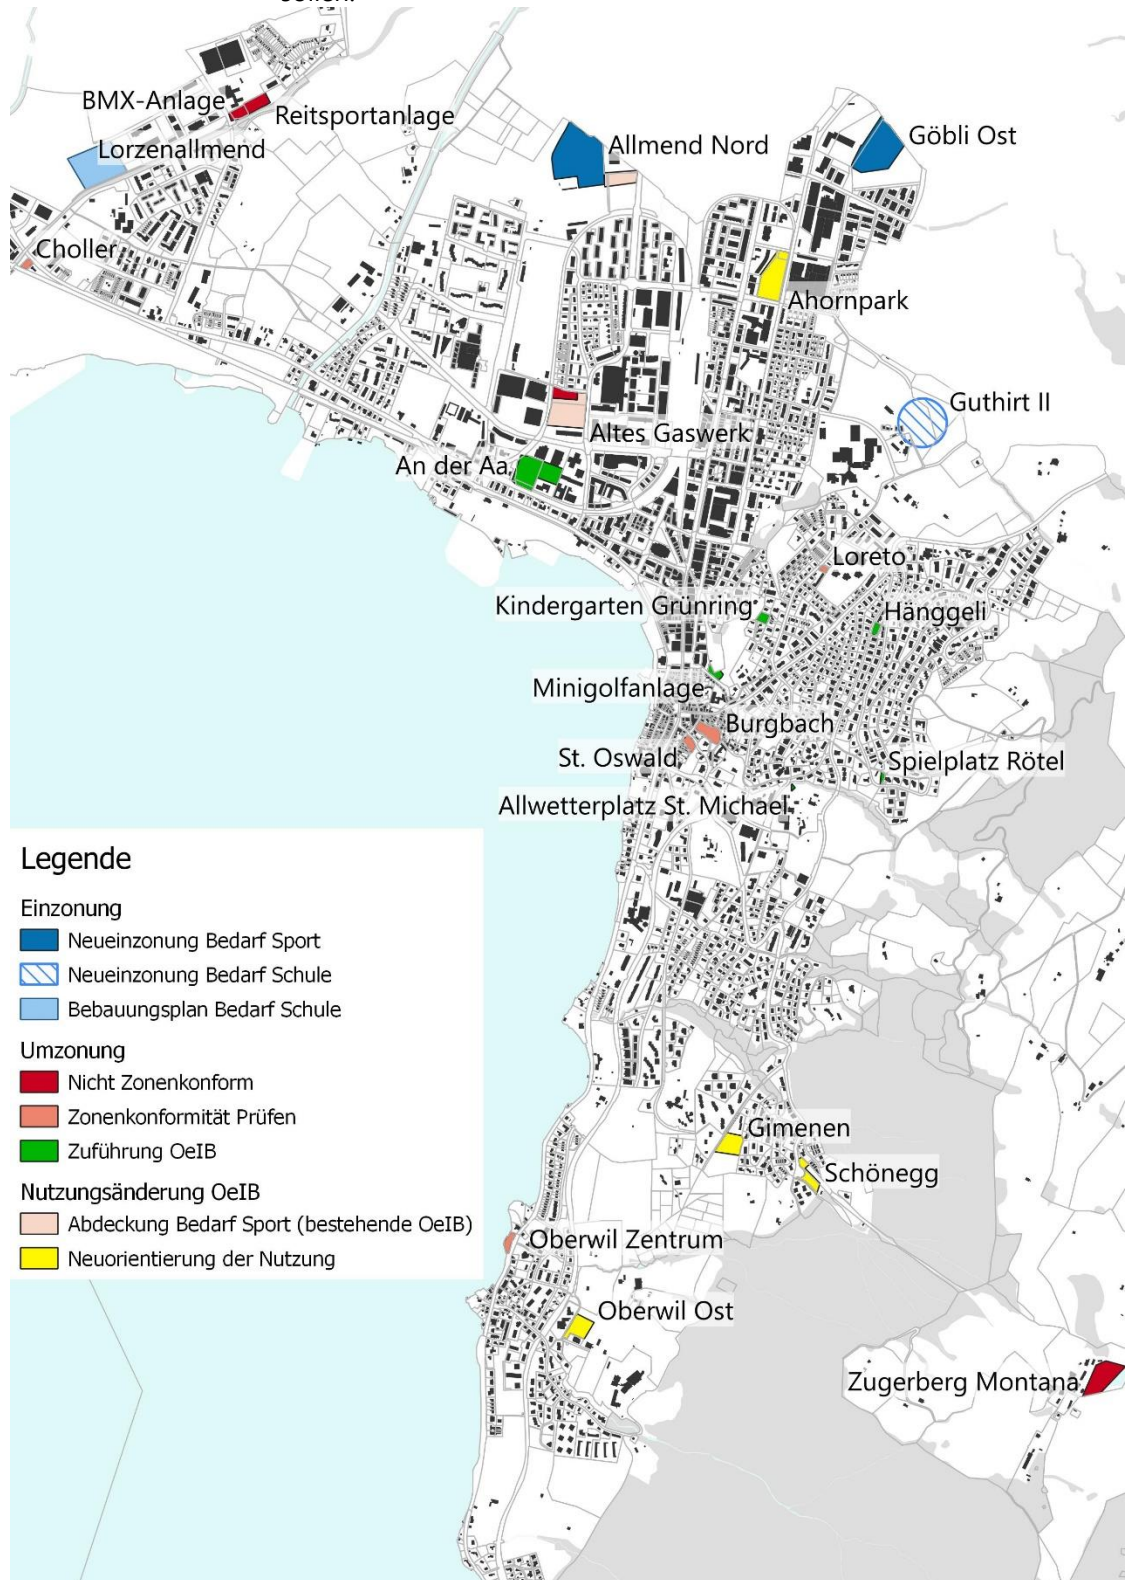 sollen.
BMX-Anlage
Reitsportanlage
Lorzenallmend
Allmend Nord
Göbli Ost
Choller
Ahornpark
Guthirt II
Altes Gaswerk
An der Aa
Loreto
Kindergarten Grünring
Hänggeli
Minigolfanlage
Burgbach
St. Oswald
Spielplatz Rötel
Allwetterplatz St. Michael
Legende
Einzonung
Neueinzonung Bedarf Sport
Neueinzonung Bedarf Schule
Bebauungsplan Bedarf Schule
Umzonung
Nicht Zonenkonform
Zonenkonformität Prüfen
Zuführung OeIB
Nutzungsänderung OeIB
Abdeckung Bedarf Sport (bestehende OeIB)
Neuorientierung der Nutzung
Gimenen
Schönegg
Oberwil Zentrum
Oberwil Ost
Zugerberg Montana